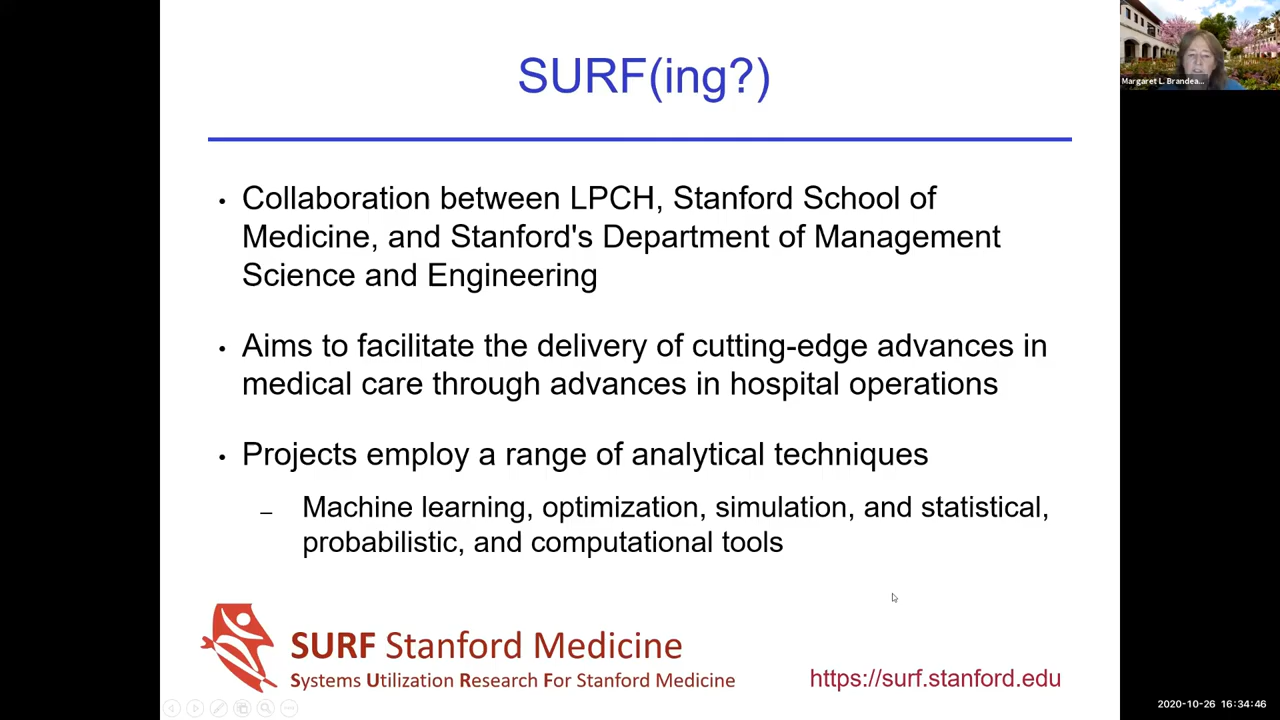 SURF(ing?)
Margaret L. Brandea...
• Collaboration between LPCH, Stanford School of
Medicine, and Stanford's Department of Management
Science and Engineering
• Aims to facilitate the delivery of cutting-edge advances in
medical care through advances in hospital operations
• Projects employ a range of analytical techniques
– Machine learning, optimization, simulation, and statistical,
probabilistic, and computational tools
SURF Stanford Medicine
Systems Utilization Research For Stanford Medicine
https://surf.stanford.edu
2020-10-26 16:34:46